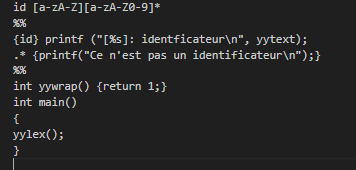 id [a-zA-Z][a-zA-Z0-9]*
%%
{id} printf ("[%s]: identficateur\n", yytext);
.* {printf("Ce n'est pas un identificateur\n");}
%%
int yywrap() {return 1;}
int main()
{
yylex();
}